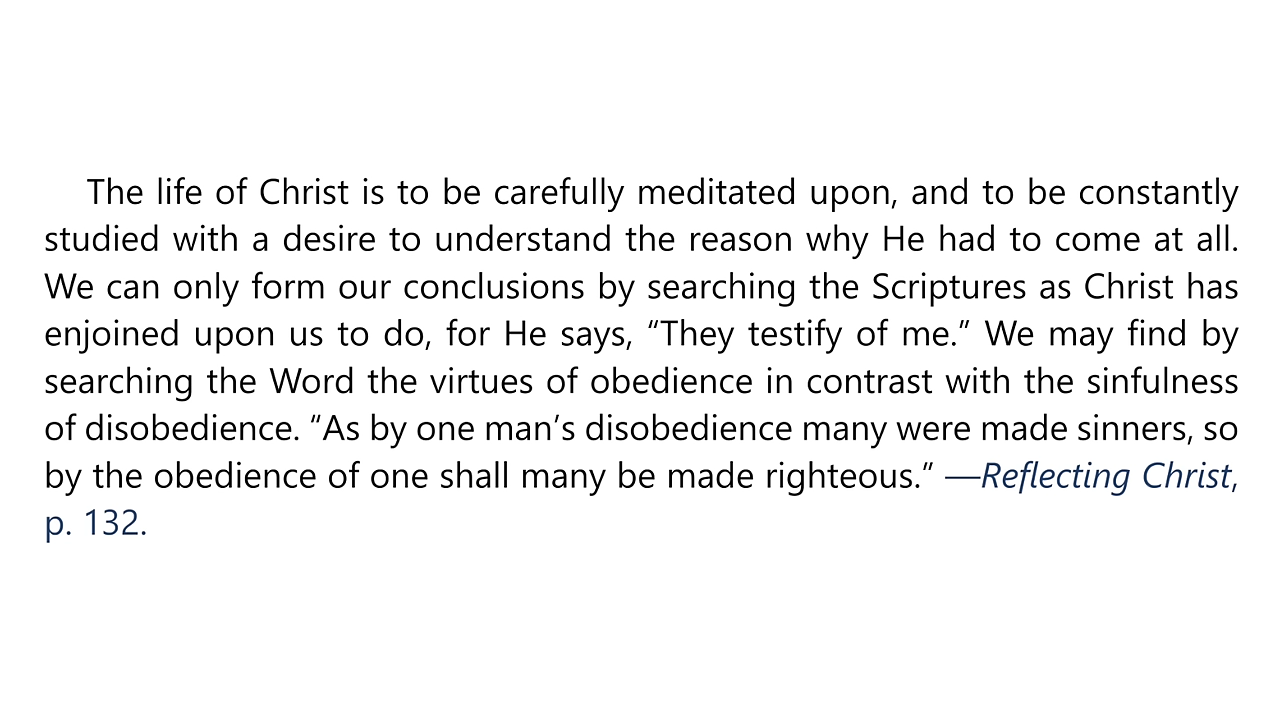 The life of Christ is to be carefully meditated upon, and to be constantly
studied with a desire to understand the reason why He had to come at all.
We can only form our conclusions by searching the Scriptures as Christ has
enjoined upon us to do, for He says, “They testify of me.” We may find by
searching the Word the virtues of obedience in contrast with the sinfulness
of disobedience. “As by one man’s disobedience many were made sinners, so
by the obedience of one shall many be made righteous.” —Reflecting Christ,
p. 132.